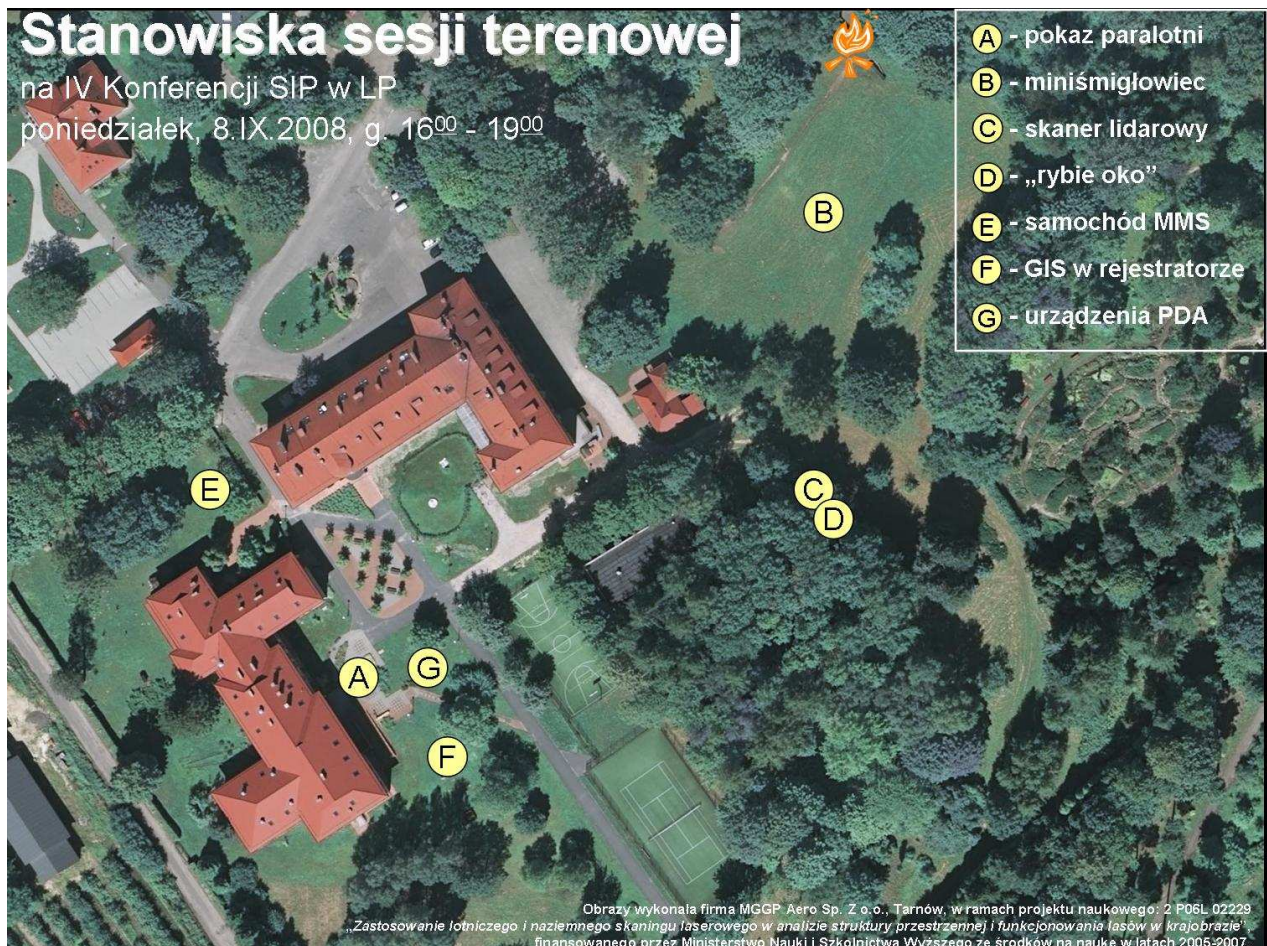 Stanowiska sesji terenowej
na IV Konferencji SIP w LP
poniedziałek, 8.IX.2008, g. 1600 - 1900
A - pokaz paralotni
B - miniśmigłowiec
C - skaner lidarowy
D - „rybie oko”
E - samochód MMS
F - GIS w rejestratorze
G - urządzenia PDA
B
E
C
D
A
G
F
Obrazy wykonała firma MGGP Aero Sp. Z o.o., Tarnów, w ramach projektu naukowego: 2 P06L 02229
„Zastosowanie lotniczego i naziemnego skaningu laserowego w analizie struktury przestrzennej i funkcjonowania lasów w krajobrazie”,
finansowanego przez Ministerstwo Nauki i Szkolnictwa Wyższego ze środków na naukę w latach 2005-2007